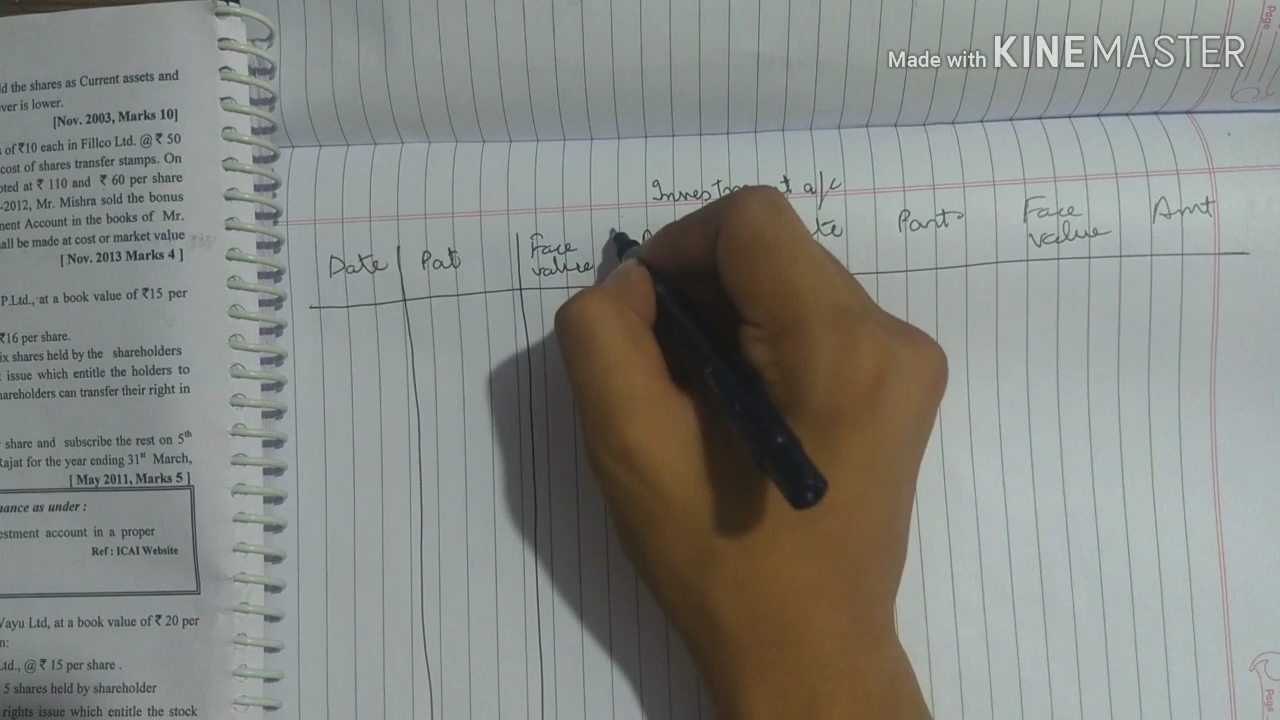 Made with KINEMASTER
Page
d the shares as Current assets and
ver is lower.
[Nov. 2003, Marks 10]
of ₹10 each in Fillco Ltd. @ ₹ 50
cost of shares transfer stamps. On
oted at ₹ 110 and ₹ 60 per share
-2012, Mr. Mishra sold the bonus
ment Account in the books of Mr.
all be made at cost or market value
[ Nov. 2013 Marks 4 ]
P.Ltd., at a book value of ₹15 per
₹16 per share.
ix shares held by the shareholders
issue which entitle the holders to
hareholders can transfer their right in
share and subscribe the rest on 5th
Rajat for the year ending 31st March,
[ May 2011, Marks 5 ]
nance as under :
estment account in a proper
Ref : ICAI Website
Vayu Ltd, at a book value of ₹ 20 per
n:
Ltd., @ ₹ 15 per share .
5 shares held by shareholder
rights issue which entitle the stock
a/c
Date Face value te Part Face value Amt
Page